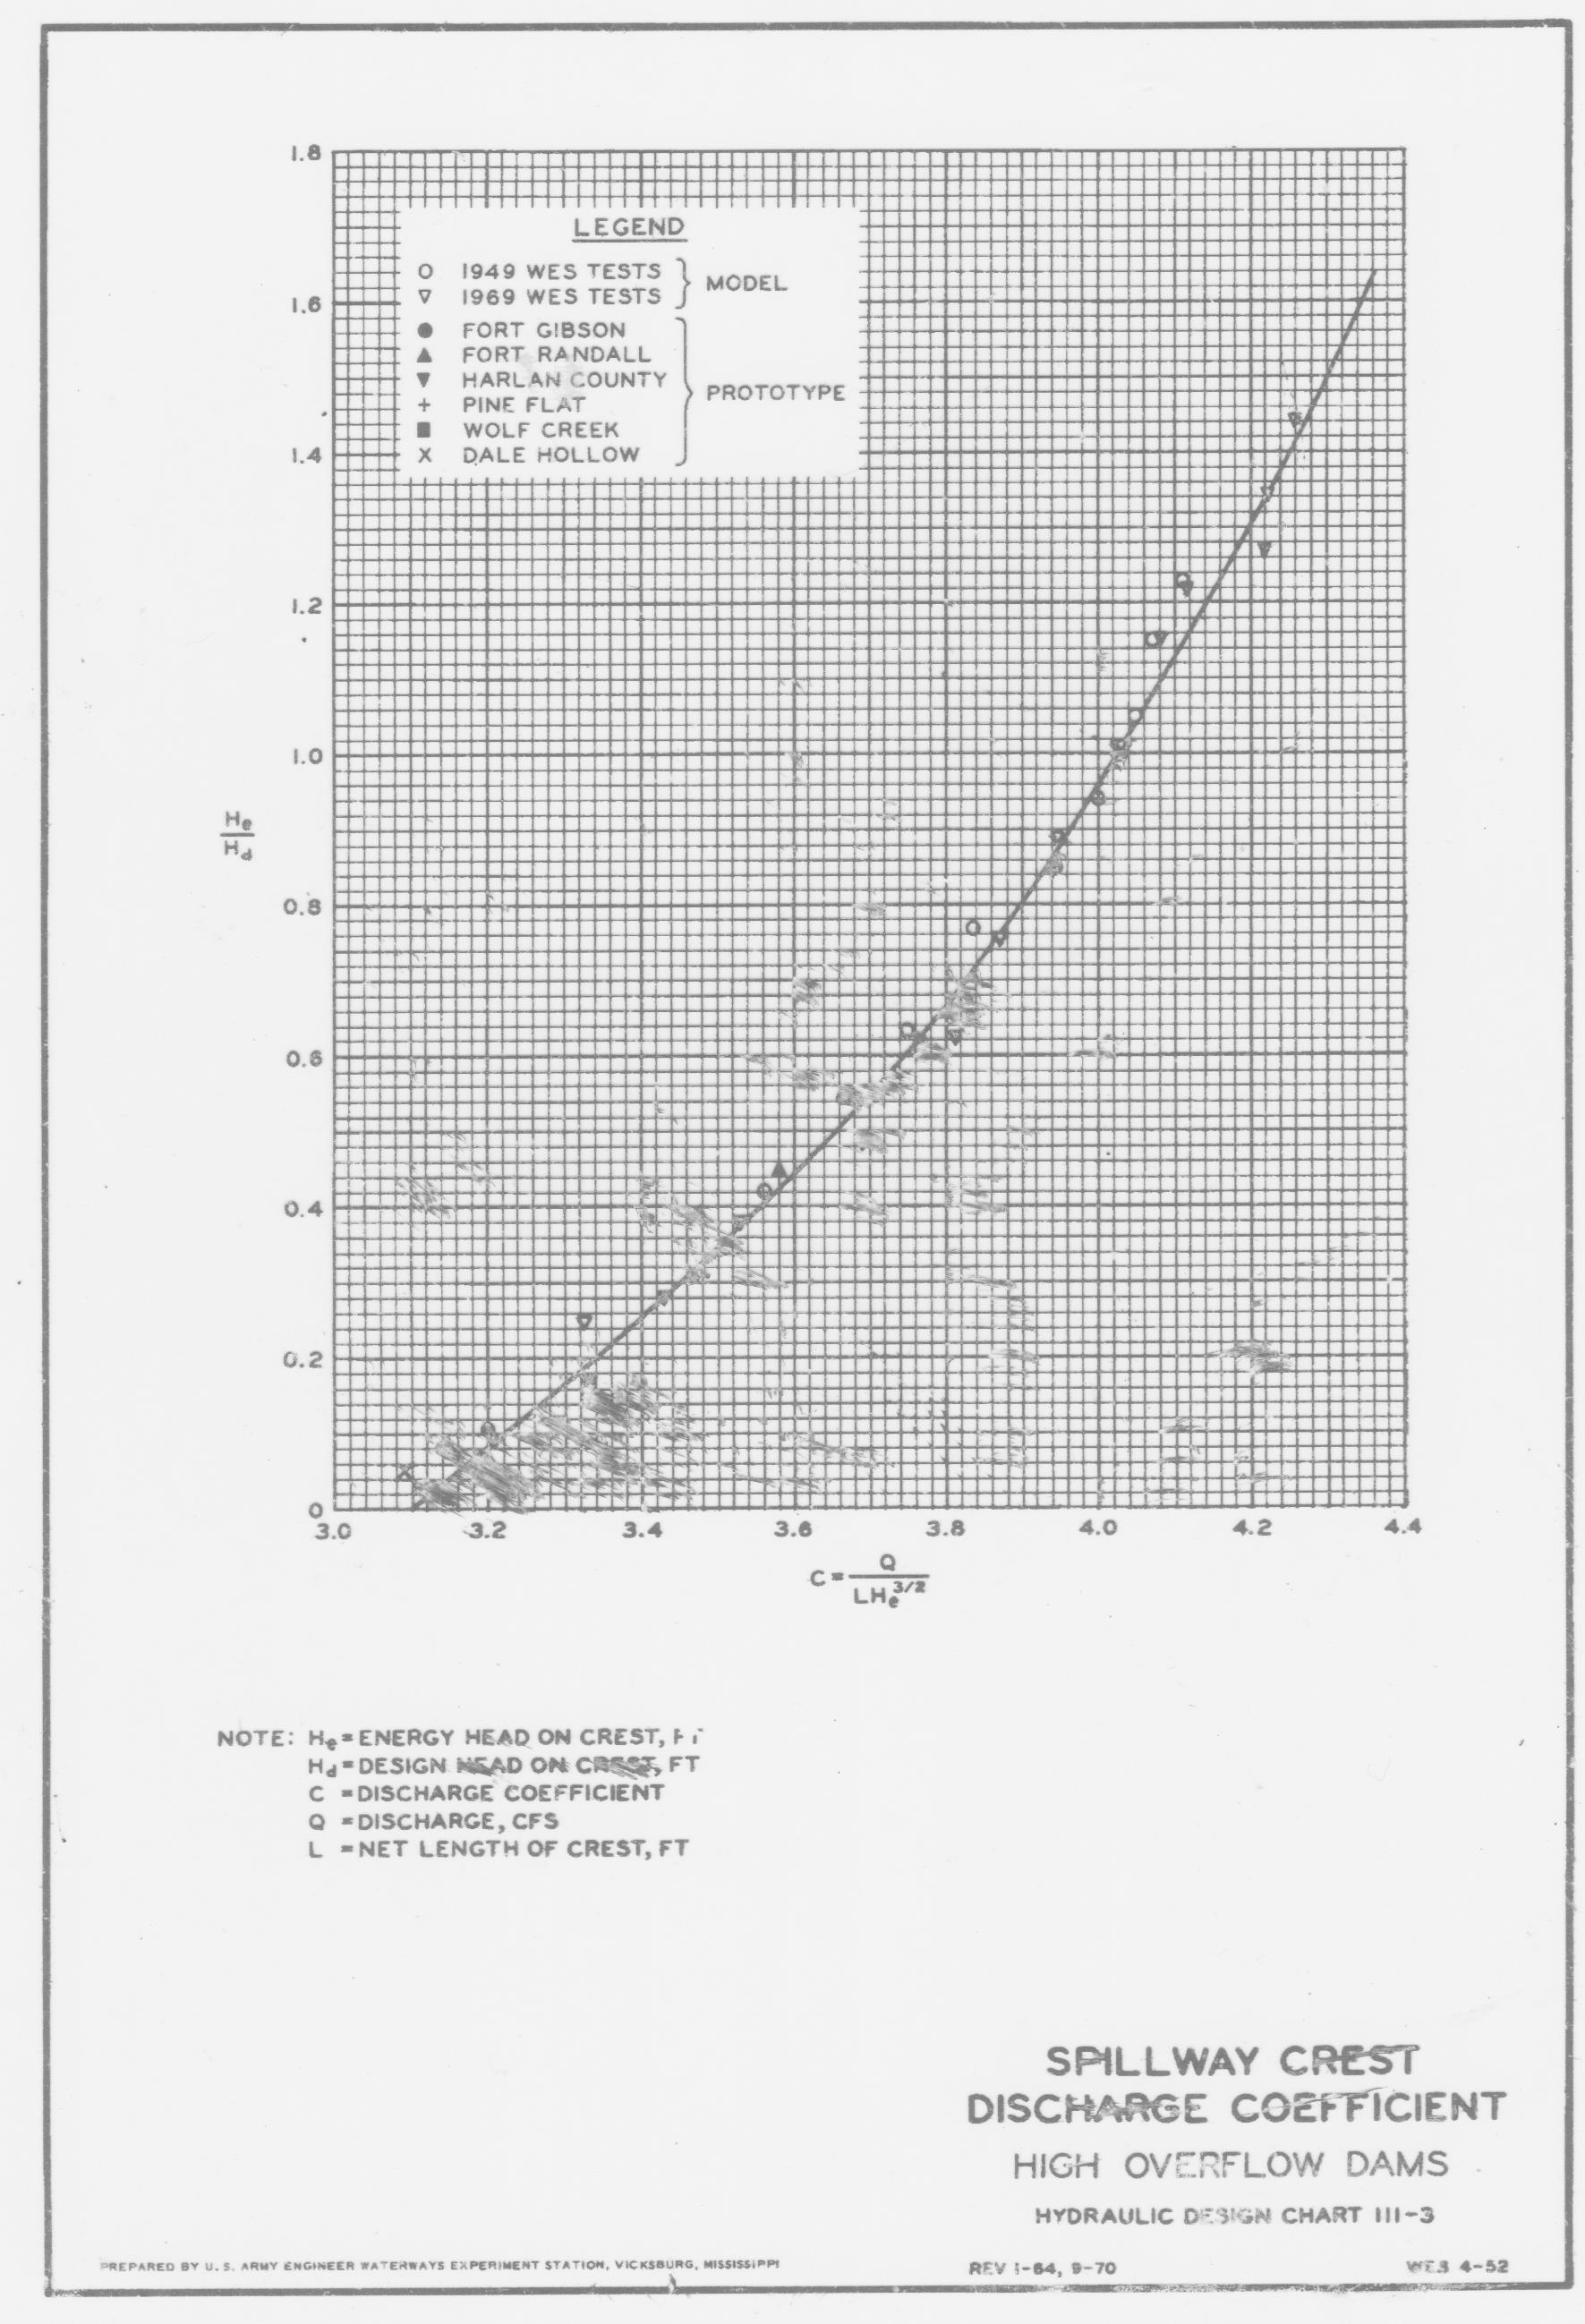 LEGEND
○ 1949 WES TESTS
▽ 1969 WES TESTS
MODEL
● FORT GIBSON
▲ FORT RANDALL
▼ HARLAN COUNTY
+ PINE FLAT
■ WOLF CREEK
X DALE HOLLOW
PROTOTYPE
1.8
1.6
1.4
1.2
1.0
0.8
0.6
0.4
0.2
0
He/Hd
3.0 3.2 3.4 3.6 3.8 4.0 4.2 4.4
C = Q/LHe^3/2
NOTE: He = ENERGY HEAD ON CREST,
Hd = DESIGN HEAD ON CREST, FT
C = DISCHARGE COEFFICIENT
Q = DISCHARGE, CFS
L = NET LENGTH OF CREST, FT
SPILLWAY CREST
DISCHARGE COEFFICIENT
HIGH OVERFLOW DAMS
HYDRAULIC DESIGN CHART 111-3
PREPARED BY U. S. ARMY ENGINEER WATERWAYS EXPERIMENT STATION, VICKSBURG, MISSISSIPPI
REV 1-64, 9-70
WES 4-52